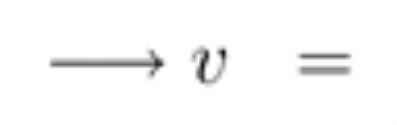 ⟶ v =